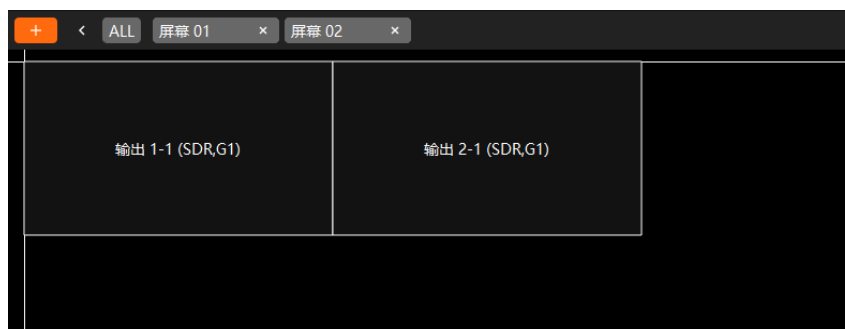 + < ALL 屏幕 01 × 屏幕 02 ×
输出 1-1 (SDR,G1) 输出 2-1 (SDR,G1)